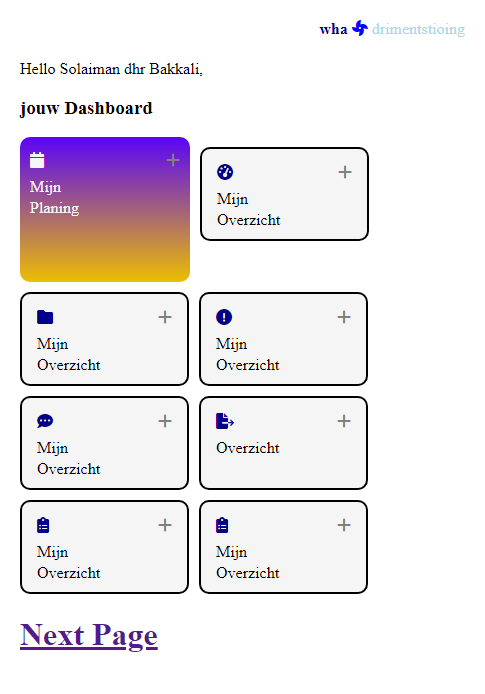 wha drimentstioing
Hello Solaiman dhr Bakkali,
jouw Dashboard
Mijn
Planing
Mijn
Overzicht
Mijn
Overzicht
Mijn
Overzicht
Mijn
Overzicht
Overzicht
Mijn
Overzicht
Mijn
Overzicht
Next Page